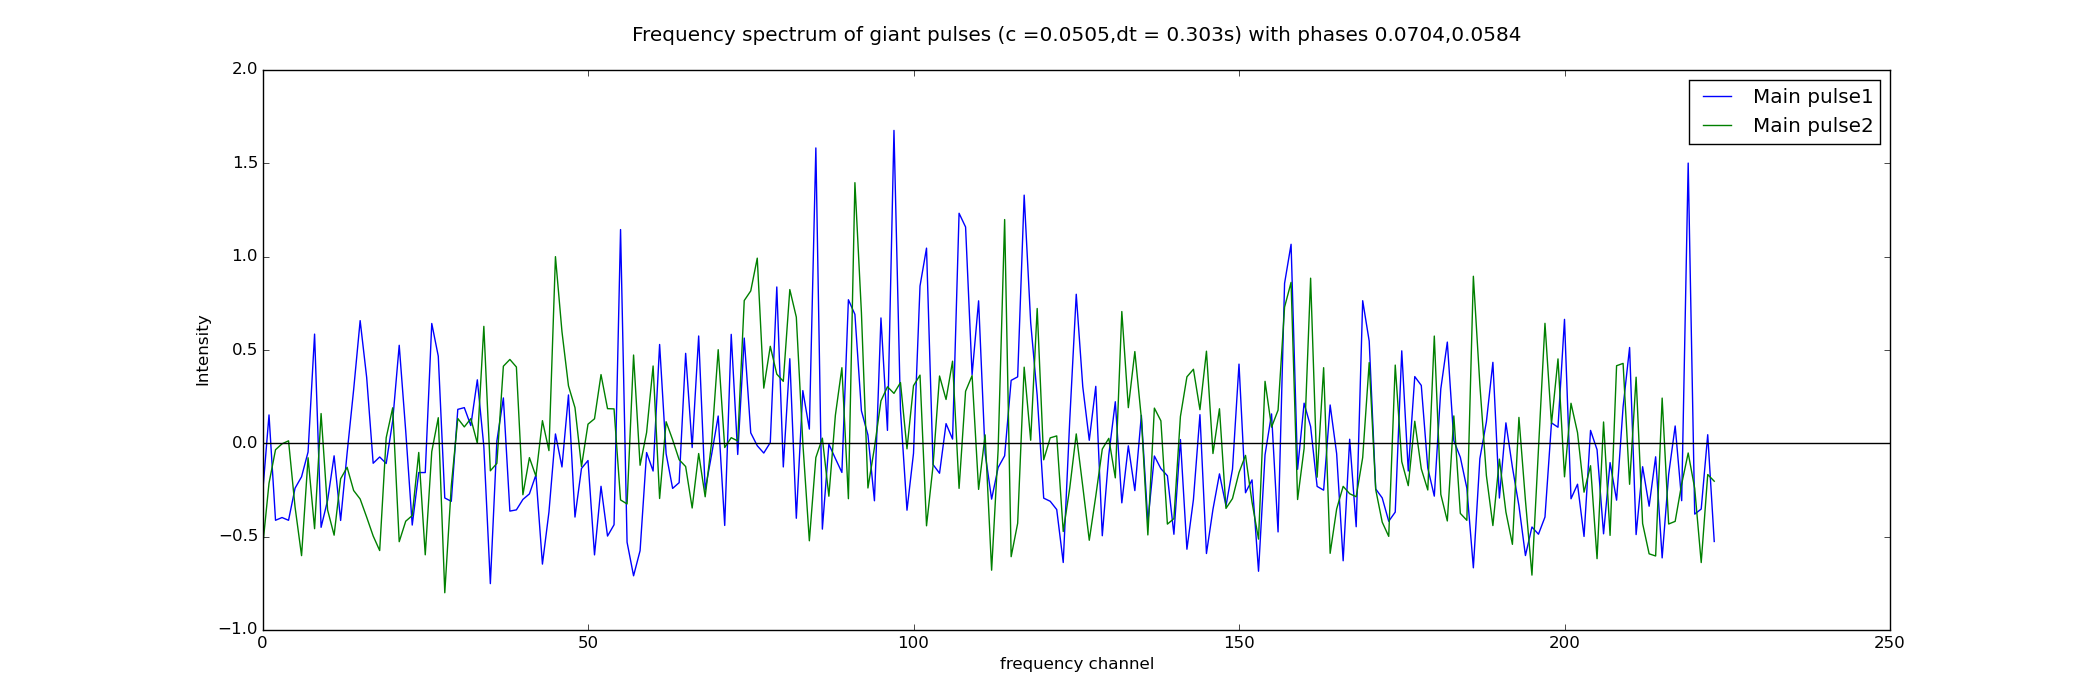 Frequency spectrum of giant pulses (c =0.0505,dt = 0.303s) with phases 0.0704,0.0584
2.0
1.5
1.0
0.5
0.0
−0.5
−1.0
Intensity
Main pulse1
Main pulse2
0 50 100 150 200 250
frequency channel